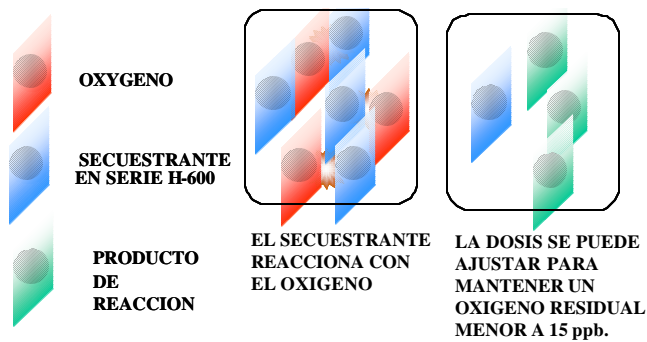 OXYGENO
SECUESTRANTE
EN SERIE H-600
PRODUCTO
DE
REACCION
EL SECUESTRANTE
REACCIONA CON
EL OXIGENO
LA DOSIS SE PUEDE
AJUSTAR PARA
MANTENER UN
OXIGENO RESIDUAL
MENOR A 15 ppb.